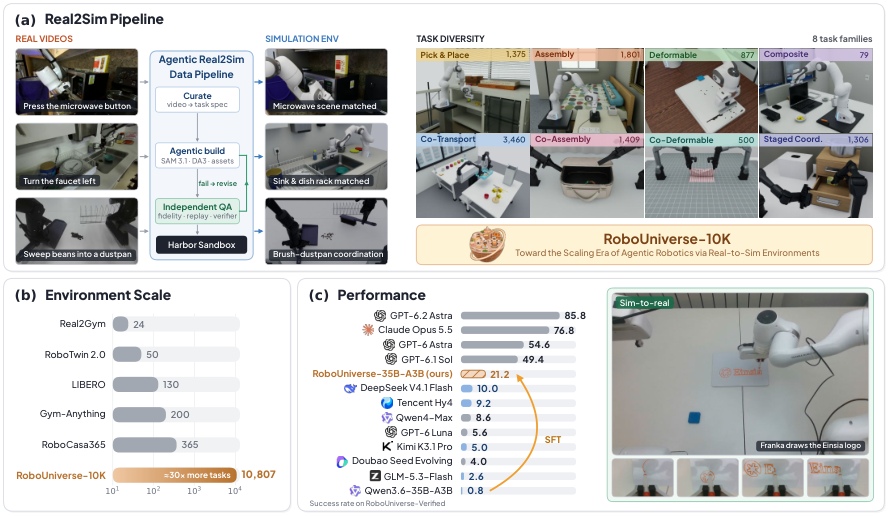 (a) Real2Sim Pipeline
REAL VIDEOS
SIMULATION ENV
Press the microwave button
Turn the faucet left
Sweep beans into a dustpan
Agentic Real2Sim
Data Pipeline
Curate
video → task spec
Agentic build
SAM 3.1 · DA3 · assets
fail → revise
Independent QA
fidelity · replay · verifier
Harbor Sandbox
Microwave scene matched
Sink & dish rack matched
Brush-dustpan coordination
TASK DIVERSITY
8 task families
Pick & Place 1,375
Assembly 1,801
Deformable 877
Composite 79
Co-Transport 3,460
Co-Assembly 1,409
Co-Deformable 500
Staged Coord. 1,306
RoboUniverse-10K
Toward the Scaling Era of Agentic Robotics via Real-to-Sim Environments
(b) Environment Scale
Real2Gym 24
RoboTwin 2.0 50
LIBERO 130
Gym-Anything 200
RoboCasa365 365
RoboUniverse-10K ≈30× more tasks 10,807
10¹ 10² 10³ 10⁴
(c) Performance
GPT-6.2 Astra 85.8
Claude Opus 5.5 76.8
GPT-6 Astra 54.6
GPT-6.1 Sol 49.4
RoboUniverse-35B-A3B (ours) 21.2
DeepSeek V4.1 Flash 10.0
Tencent Hy4 9.2
Qwen4-Max 8.6
GPT-6 Luna 5.6
Kimi K3.1 Pro 5.0
Doubao Seed Evolving 4.0
GLM-5.3-Flash 2.6
Qwen3.6-35B-A3B 0.8
SFT
Success rate on RoboUniverse-Verified
Sim-to-real
Einsia
Franka draws the Einsia logo